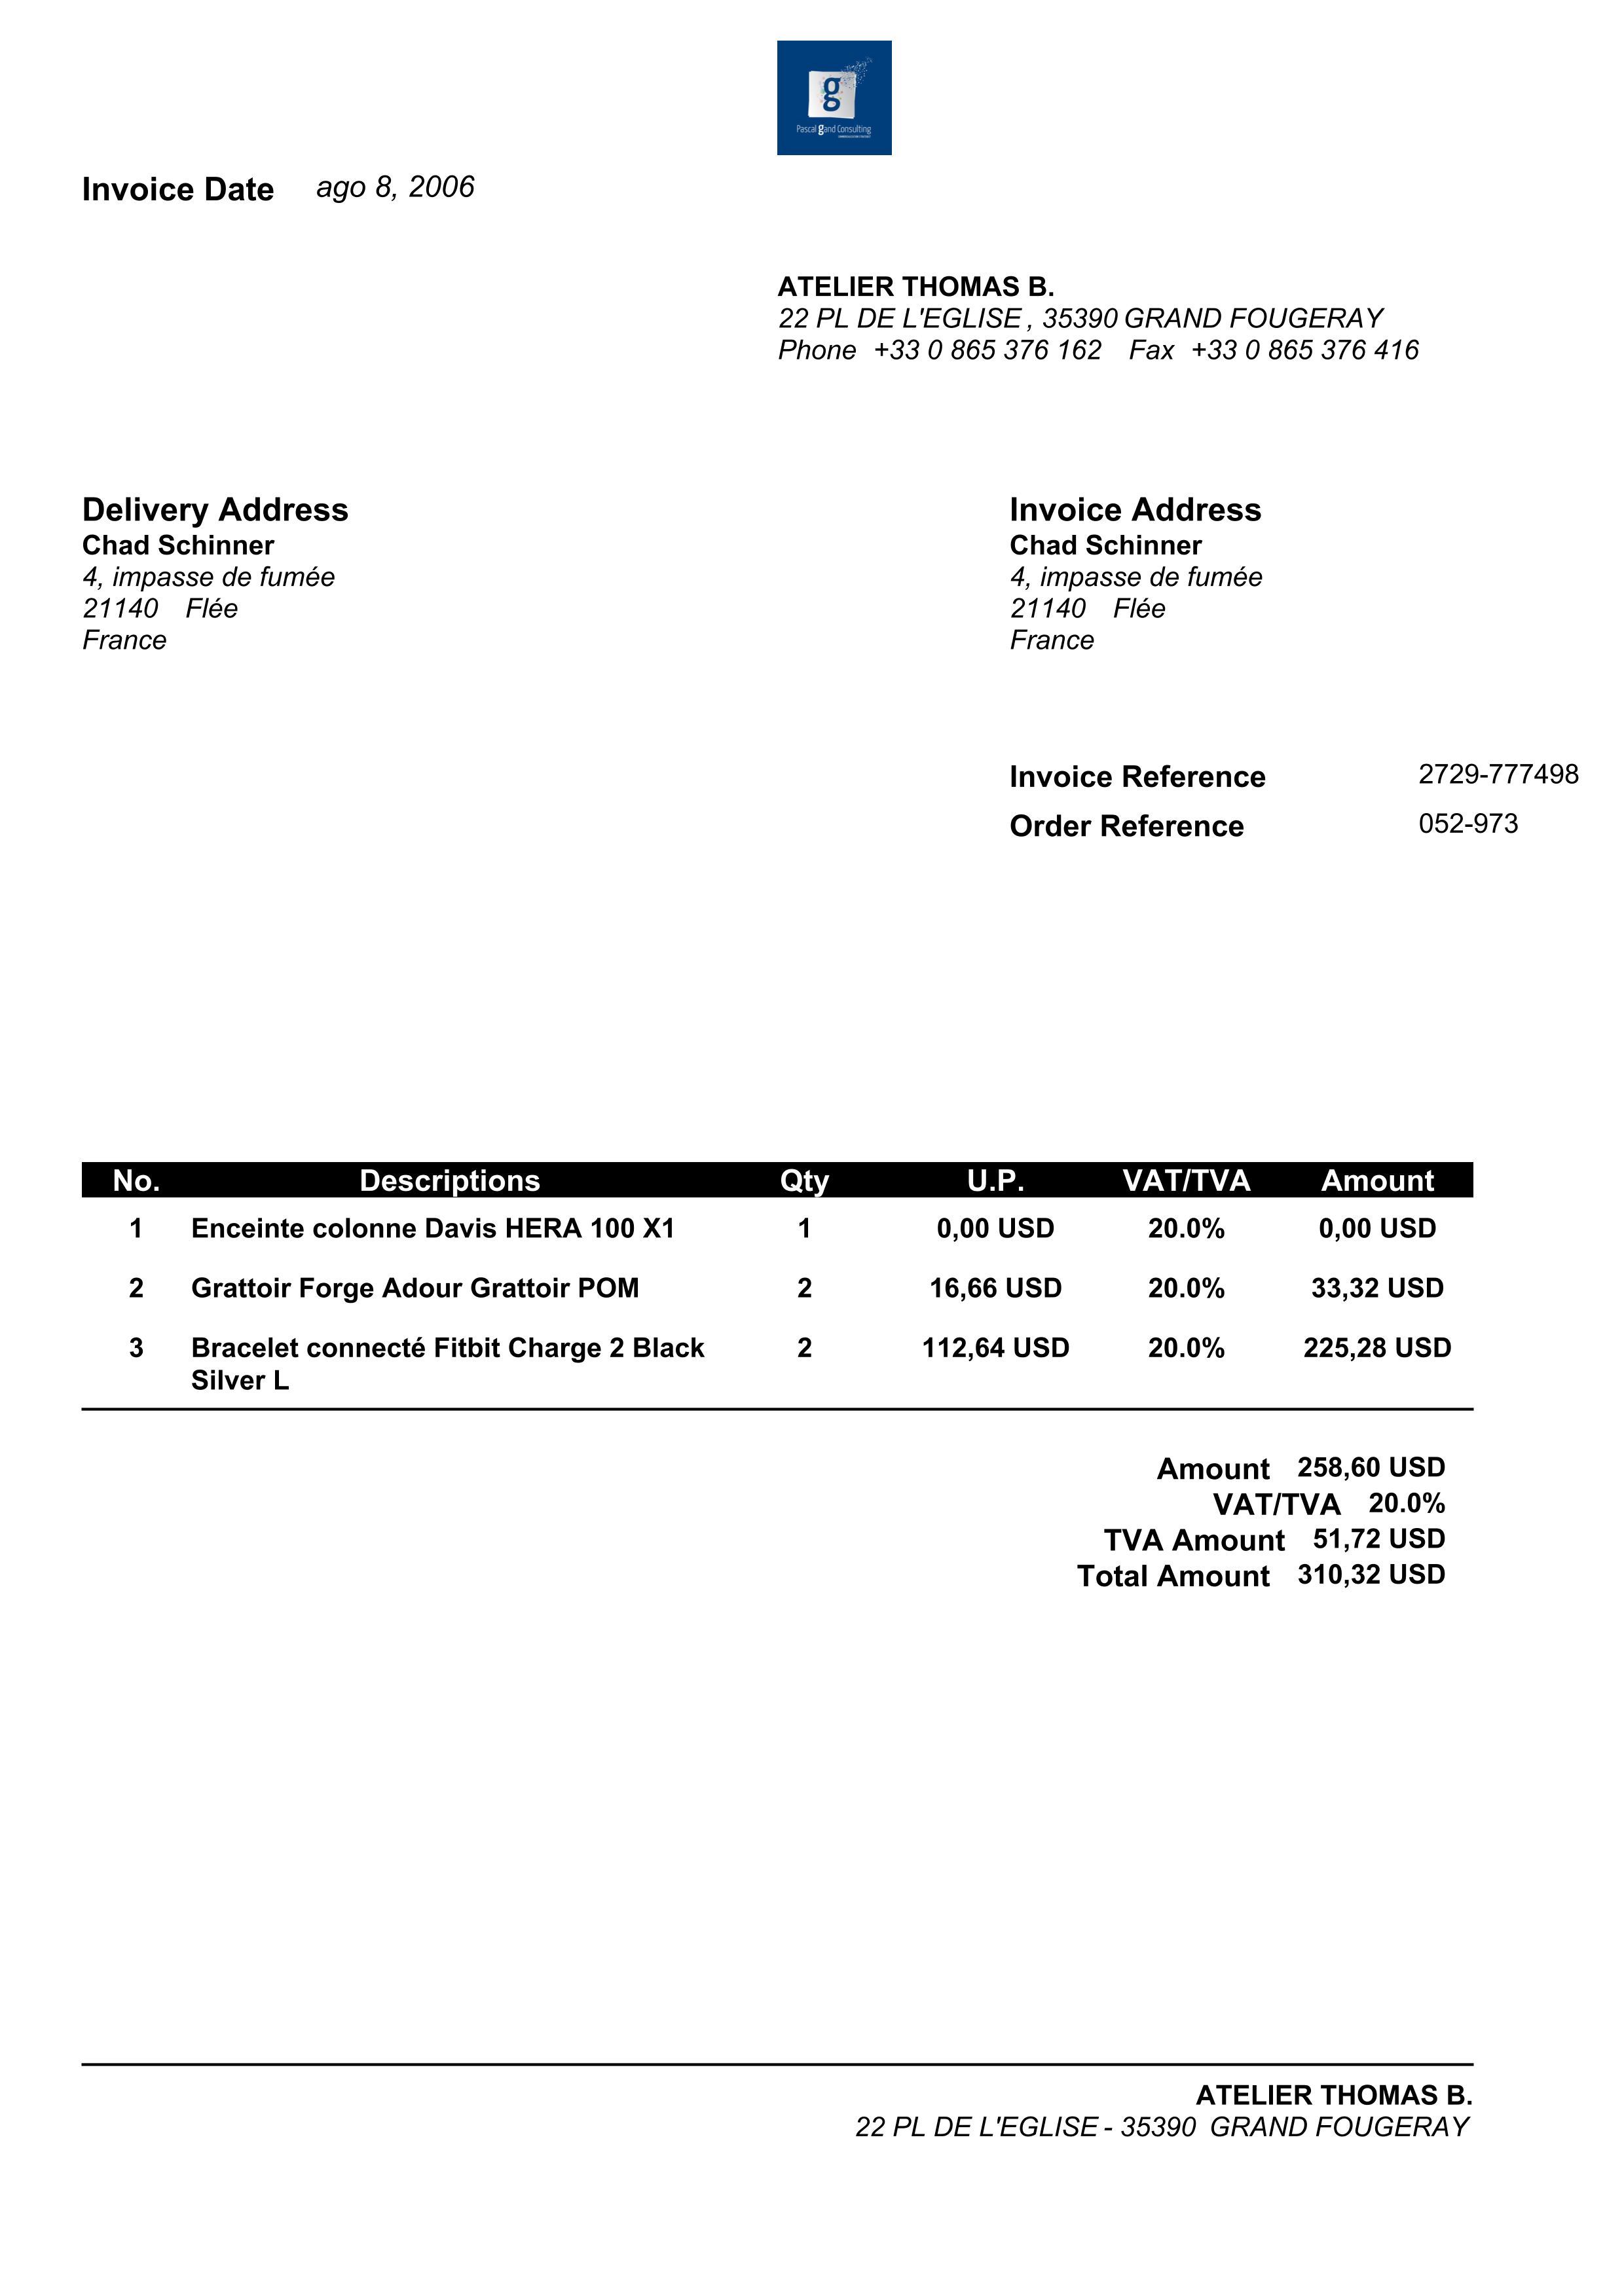 g
Pascal gand Consulting
Invoice Date ago 8, 2006
ATELIER THOMAS B.
22 PL DE L'EGLISE , 35390 GRAND FOUGERAY
Phone +33 0 865 376 162 Fax +33 0 865 376 416
Delivery Address
Chad Schinner
4, impasse de fumée
21140 Flée
France
Invoice Address
Chad Schinner
4, impasse de fumée
21140 Flée
France
Invoice Reference 2729-777498
Order Reference 052-973
No. Descriptions Qty U.P. VAT/TVA Amount
1 Enceinte colonne Davis HERA 100 X1 1 0,00 USD 20.0% 0,00 USD
2 Grattoir Forge Adour Grattoir POM 2 16,66 USD 20.0% 33,32 USD
3 Bracelet connecté Fitbit Charge 2 Black 2 112,64 USD 20.0% 225,28 USD
Silver L
Amount 258,60 USD
VAT/TVA 20.0%
TVA Amount 51,72 USD
Total Amount 310,32 USD
ATELIER THOMAS B.
22 PL DE L'EGLISE - 35390 GRAND FOUGERAY